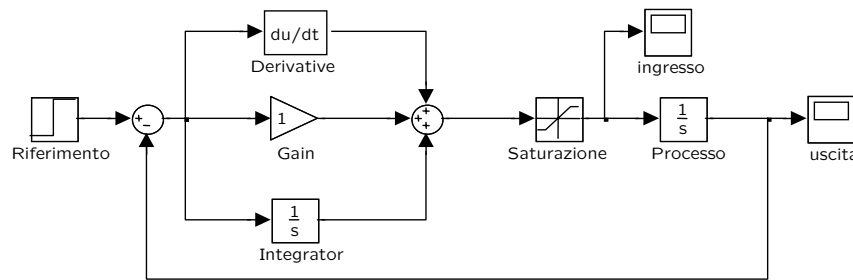 du/dt
Derivative
ingresso
Riferimento
+
−
1
Gain
+
+
+
Saturazione
1
s
Processo
uscita
1
s
Integrator